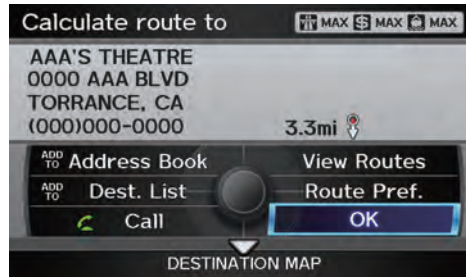 Calculate route to MAX $ MAX MAX
AAA'S THEATRE
0000 AAA BLVD
TORRANCE, CA
(000)000-0000 3.3mi
ADD TO Address Book View Routes
ADD TO Dest. List Route Pref.
Call OK
DESTINATION MAP